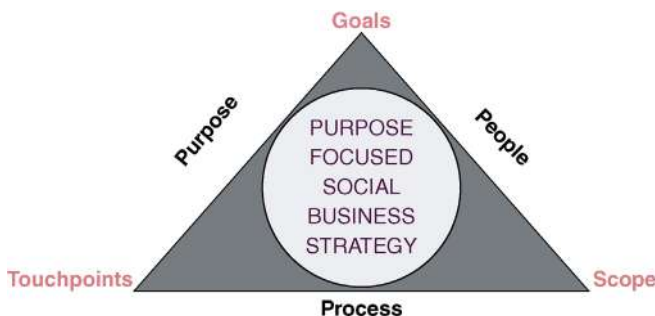 Goals
Purpose
People
PURPOSE
FOCUSED
SOCIAL
BUSINESS
STRATEGY
Touchpoints
Scope
Process